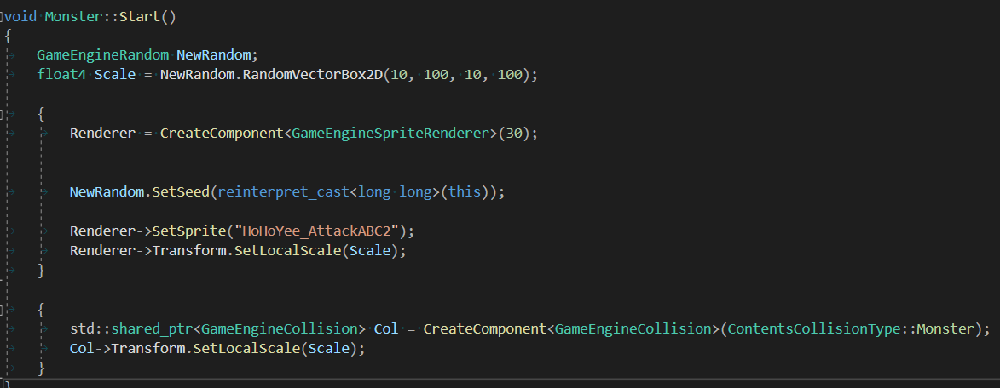 void Monster::Start()
{
GameEngineRandom NewRandom;
float4 Scale = NewRandom.RandomVectorBox2D(10, 100, 10, 100);
{
Renderer = CreateComponent<GameEngineSpriteRenderer>(30);
NewRandom.SetSeed(reinterpret_cast<long long>(this));
Renderer->SetSprite("HoHoYee_AttackABC2");
Renderer->Transform.SetLocalScale(Scale);
}
{
std::shared_ptr<GameEngineCollision> Col = CreateComponent<GameEngineCollision>(ContentsCollisionType::Monster);
Col->Transform.SetLocalScale(Scale);
}
}